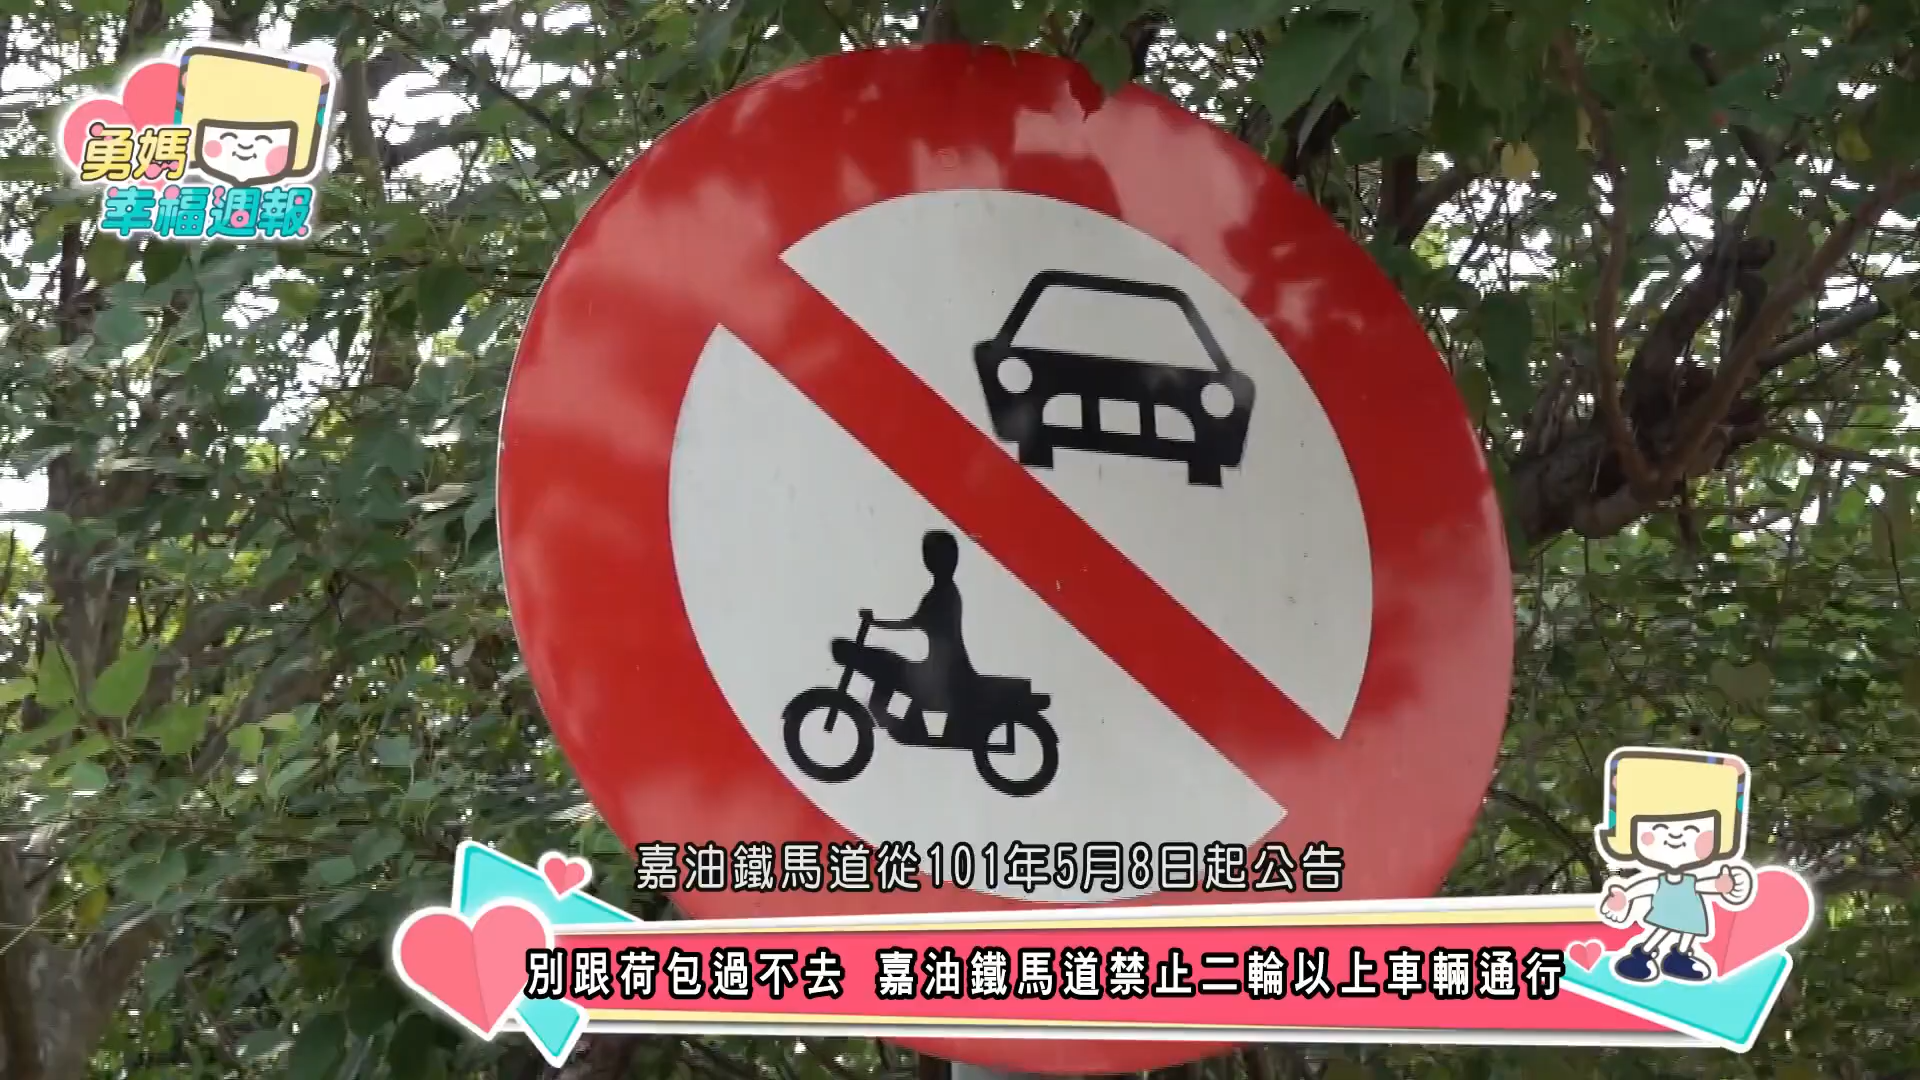 勇媽
幸福週報
嘉油鐵馬道從101年5月8日起公告
別跟荷包過不去 嘉油鐵馬道禁止二輪以上車輛通行